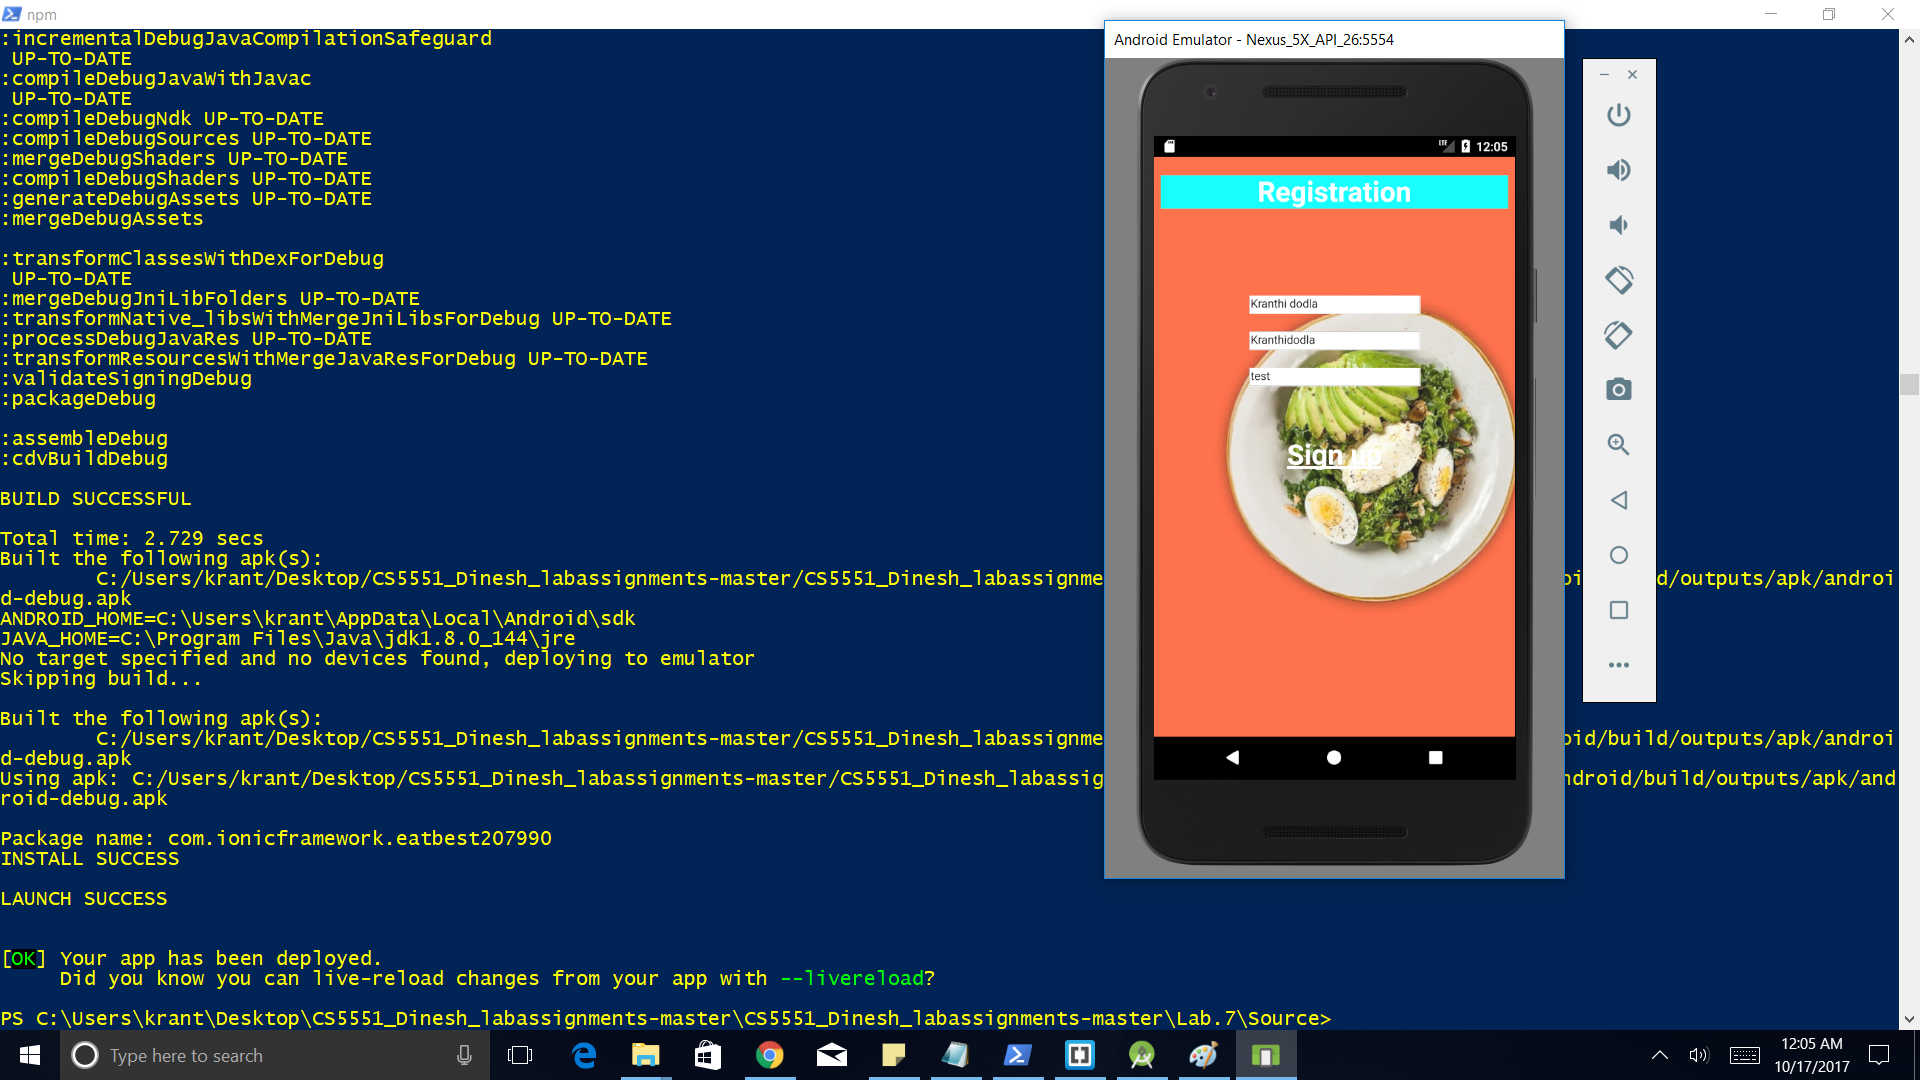 npm
:incrementalDebugJavaCompilationSafeguard
UP-TO-DATE
:compileDebugJavaWithJavac
UP-TO-DATE
:compileDebugNdk UP-TO-DATE
:compileDebugSources UP-TO-DATE
:mergeDebugShaders UP-TO-DATE
:compileDebugShaders UP-TO-DATE
:generateDebugAssets UP-TO-DATE
:mergeDebugAssets
:transformClassesWithDexForDebug
UP-TO-DATE
:mergeDebugJniLibFolders UP-TO-DATE
:transformNative_libsWithMergeJniLibsForDebug UP-TO-DATE
:processDebugJavaRes UP-TO-DATE
:transformResourcesWithMergeJavaResForDebug UP-TO-DATE
:validateSigningDebug
:packageDebug
:assembleDebug
:cdvBuildDebug
BUILD SUCCESSFUL
Total time: 2.729 secs
Built the following apk(s):
C:/Users/krant/Desktop/CS5551_Dinesh_labassignments-master/CS5551_Dinesh_labassignme
d/outputs/apk/androi
d-debug.apk
ANDROID_HOME=C:\Users\krant\AppData\Local\Android\sdk
JAVA_HOME=C:\Program Files\Java\jdk1.8.0_144\jre
No target specified and no devices found, deploying to emulator
Skipping build...
Built the following apk(s):
C:/Users/krant/Desktop/CS5551_Dinesh_labassignments-master/CS5551_Dinesh_labassignme
oid/build/outputs/apk/androi
d-debug.apk
Using apk: C:/Users/krant/Desktop/CS5551_Dinesh_labassignments-master/CS5551_Dinesh_labassig
ndroid/build/outputs/apk/and
roid-debug.apk
Package name: com.ionicframework.eatbest207990
INSTALL SUCCESS
LAUNCH SUCCESS
[OK] Your app has been deployed.
Did you know you can live-reload changes from your app with --livereload?
PS C:\Users\krant\Desktop\CS5551_Dinesh_labassignments-master\CS5551_Dinesh_labassignments-master\Lab.7\Source>
Android Emulator - Nexus_5X_API_26:5554
LTE 12:05
Registration
Kranthi dodla
Kranthidodla
test
Sign up
Type here to search
12:05 AM
10/17/2017